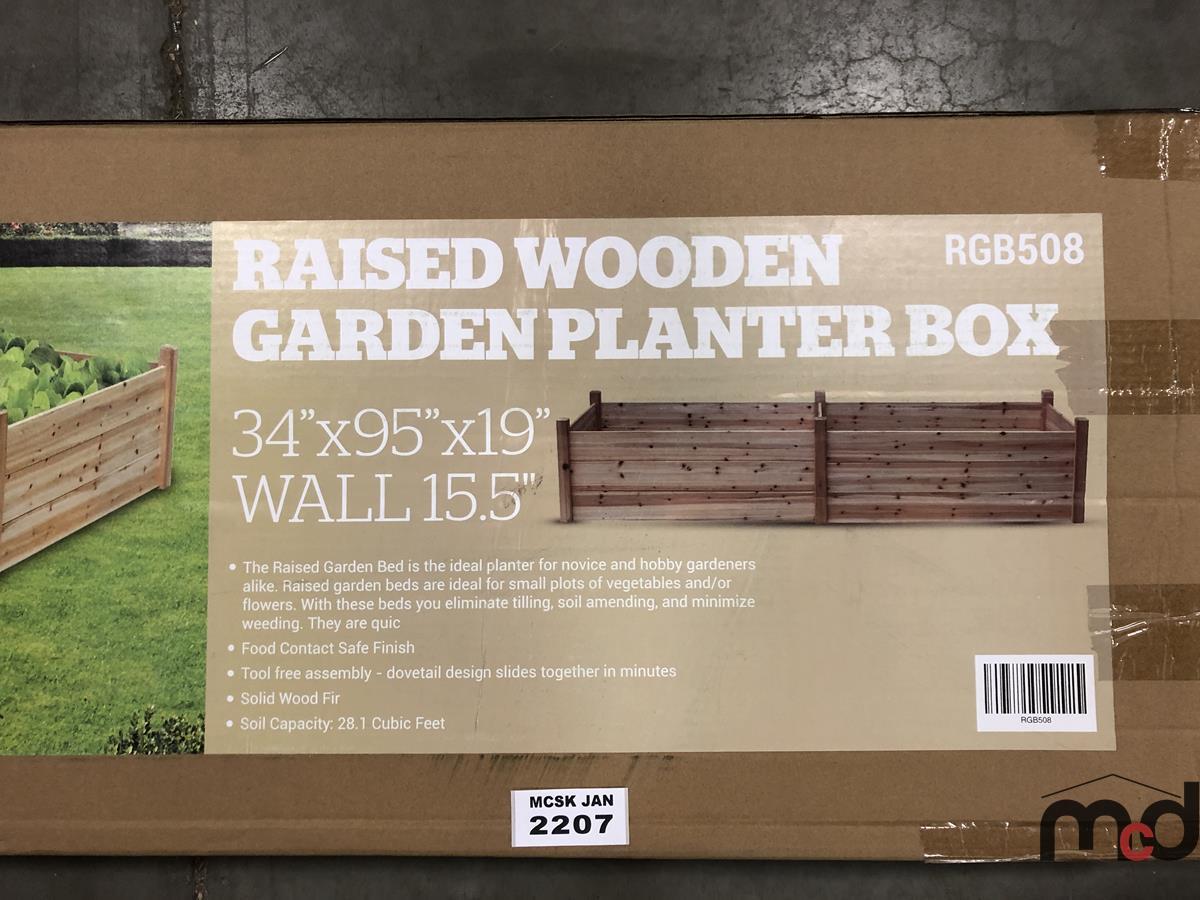 RAISED WOODEN
RGB508
GARDEN PLANTER BOX
34”x95”x19”
WALL 15.5"
• The Raised Garden Bed is the ideal planter for novice and hobby gardeners
alike. Raised garden beds are ideal for small plots of vegetables and/or
flowers. With these beds you eliminate tilling, soil amending, and minimize
weeding. They are quic
• Food Contact Safe Finish
• Tool free assembly - dovetail design slides together in minutes
• Solid Wood Fir
• Soil Capacity: 28.1 Cubic Feet
RGB508
MCSK JAN
2207
mcd